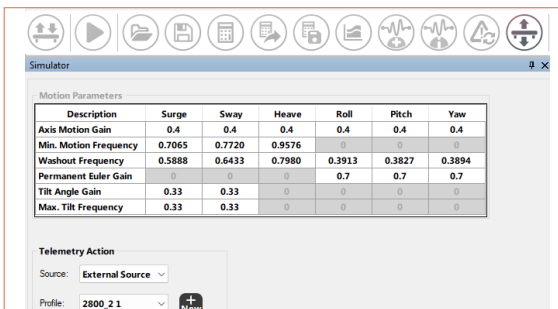 Simulator
Motion Parameters
Description Surge Sway Heave Roll Pitch Yaw
Axis Motion Gain 0.4 0.4 0.4 0.4 0.4 0.4
Min. Motion Frequency 0.7065 0.7720 0.9576 0 0 0
Washout Frequency 0.5888 0.6433 0.7980 0.3913 0.3827 0.3894
Permanent Euler Gain 0 0 0 0.7 0.7 0.7
Tilt Angle Gain 0.33 0.33 0 0 0 0
Max. Tilt Frequency 0.33 0.33 0 0 0 0
Telemetry Action
Source: External Source
Profile: 2800_2 1 New